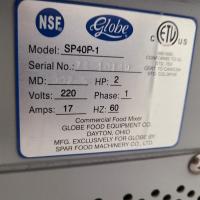 NSF
Globe
C US
Model: SP40P-1
Serial No.:
MD: HP: 2
Volts: 220 Phase: 1
Amps: 17 HZ: 60
Commercial Food Mixer
GLOBE FOOD EQUIPMENT CO.
DAYTON, OHIO
MFG. EXCLUSIVELY FOR GLOBE BY
SPAR FOOD MACHINERY CO., LTD.